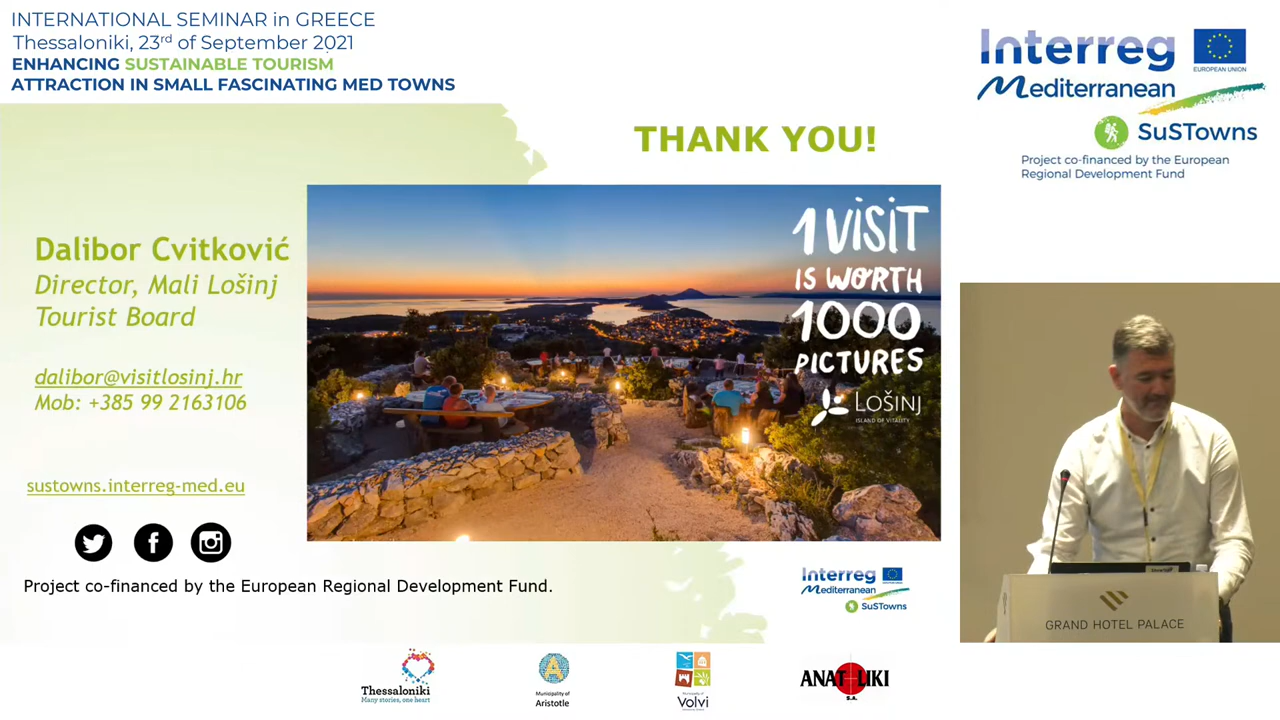 INTERNATIONAL SEMINAR in GREECE
Thessaloniki, 23rd of September 2021
ENHANCING SUSTAINABLE TOURISM
ATTRACTION IN SMALL FASCINATING MED TOWNS
Interreg
EUROPEAN UNION
Mediterranean
SuSTowns
Project co-financed by the European
Regional Development Fund
THANK YOU!
Dalibor Cvitković
Director, Mali Lošinj
Tourist Board
dalibor@visitlosinj.hr
Mob: +385 99 2163106
sustowns.interreg-med.eu
1 VISIT
IS WORTH
1000
PICTURES
LOŠINJ
ISLAND OF VITALITY
Project co-financed by the European Regional Development Fund.
Interreg
Mediterranean
SuSTowns
GRAND HOTEL PALACE
Thessaloniki
Many stories, one heart
Municipality of
Aristotle
Municipality of
Volvi
ANATOLIKI
S.A.